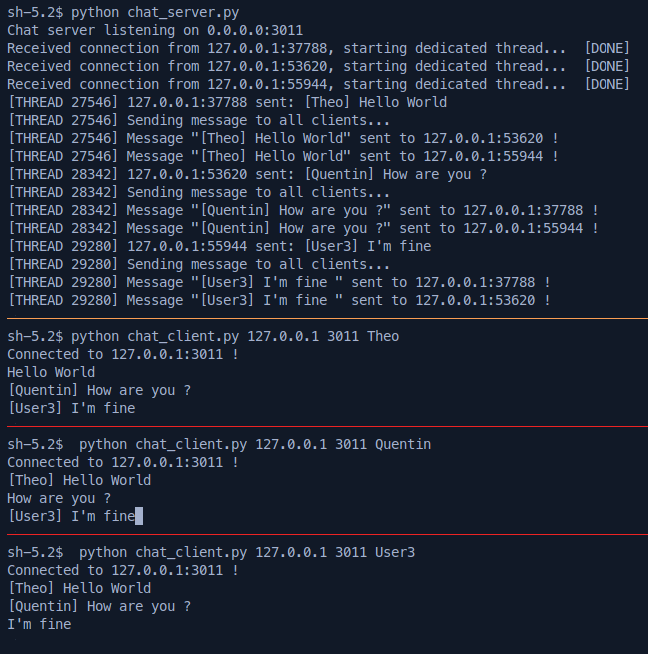 sh-5.2$ python chat_server.py
Chat server listening on 0.0.0.0:3011
Received connection from 127.0.0.1:37788, starting dedicated thread...  [DONE]
Received connection from 127.0.0.1:53620, starting dedicated thread...  [DONE]
Received connection from 127.0.0.1:55944, starting dedicated thread...  [DONE]
[THREAD 27546] 127.0.0.1:37788 sent: [Theo] Hello World
[THREAD 27546] Sending message to all clients...
[THREAD 27546] Message "[Theo] Hello World" sent to 127.0.0.1:53620 !
[THREAD 27546] Message "[Theo] Hello World" sent to 127.0.0.1:55944 !
[THREAD 28342] 127.0.0.1:53620 sent: [Quentin] How are you ?
[THREAD 28342] Sending message to all clients...
[THREAD 28342] Message "[Quentin] How are you ?" sent to 127.0.0.1:37788 !
[THREAD 28342] Message "[Quentin] How are you ?" sent to 127.0.0.1:55944 !
[THREAD 29280] 127.0.0.1:55944 sent: [User3] I'm fine
[THREAD 29280] Sending message to all clients...
[THREAD 29280] Message "[User3] I'm fine " sent to 127.0.0.1:37788 !
[THREAD 29280] Message "[User3] I'm fine " sent to 127.0.0.1:53620 !
sh-5.2$ python chat_client.py 127.0.0.1 3011 Theo
Connected to 127.0.0.1:3011 !
Hello World
[Quentin] How are you ?
[User3] I'm fine
sh-5.2$  python chat_client.py 127.0.0.1 3011 Quentin
Connected to 127.0.0.1:3011 !
[Theo] Hello World
How are you ?
[User3] I'm fine
sh-5.2$  python chat_client.py 127.0.0.1 3011 User3
Connected to 127.0.0.1:3011 !
[Theo] Hello World
[Quentin] How are you ?
I'm fine